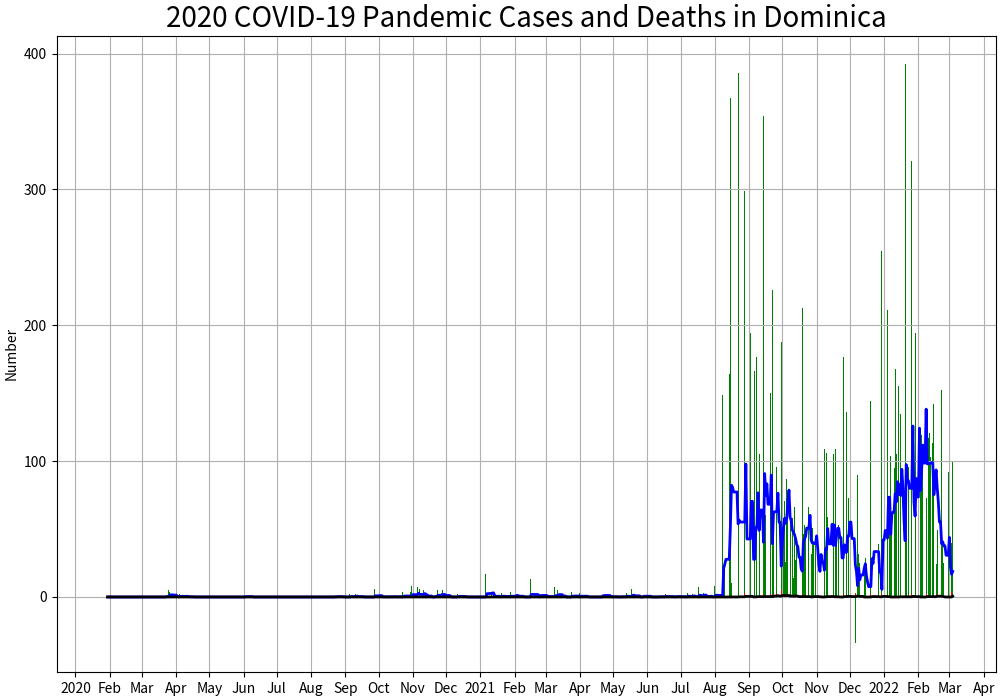 2020 COVID-19 Pandemic Cases and Deaths in Dominica
400
300
200
100
0
Number
2020 Feb Mar Apr May Jun Jul Aug Sep Oct Nov Dec 2021 Feb Mar Apr May Jun Jul Aug Sep Oct Nov Dec 2022 Feb Mar Apr